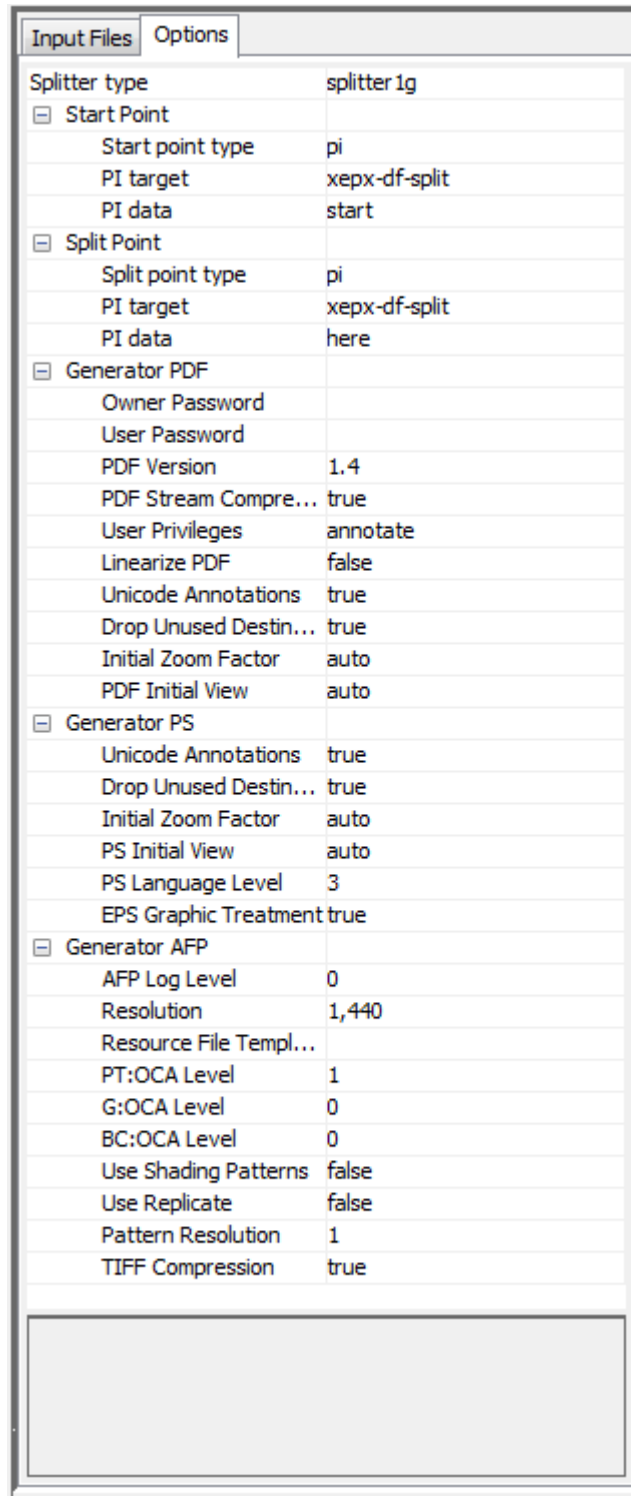 Input Files Options
Splitter type splitter1g
Start Point
Start point type pi
PI target xepx-df-split
PI data start
Split Point
Split point type pi
PI target xepx-df-split
PI data here
Generator PDF
Owner Password
User Password
PDF Version 1.4
PDF Stream Compre... true
User Privileges annotate
Linearize PDF false
Unicode Annotations true
Drop Unused Destin... true
Initial Zoom Factor auto
PDF Initial View auto
Generator PS
Unicode Annotations true
Drop Unused Destin... true
Initial Zoom Factor auto
PS Initial View auto
PS Language Level 3
EPS Graphic Treatment true
Generator AFP
AFP Log Level 0
Resolution 1,440
Resource File Templ...
PT:OCA Level 1
G:OCA Level 0
BC:OCA Level 0
Use Shading Patterns false
Use Replicate false
Pattern Resolution 1
TIFF Compression true